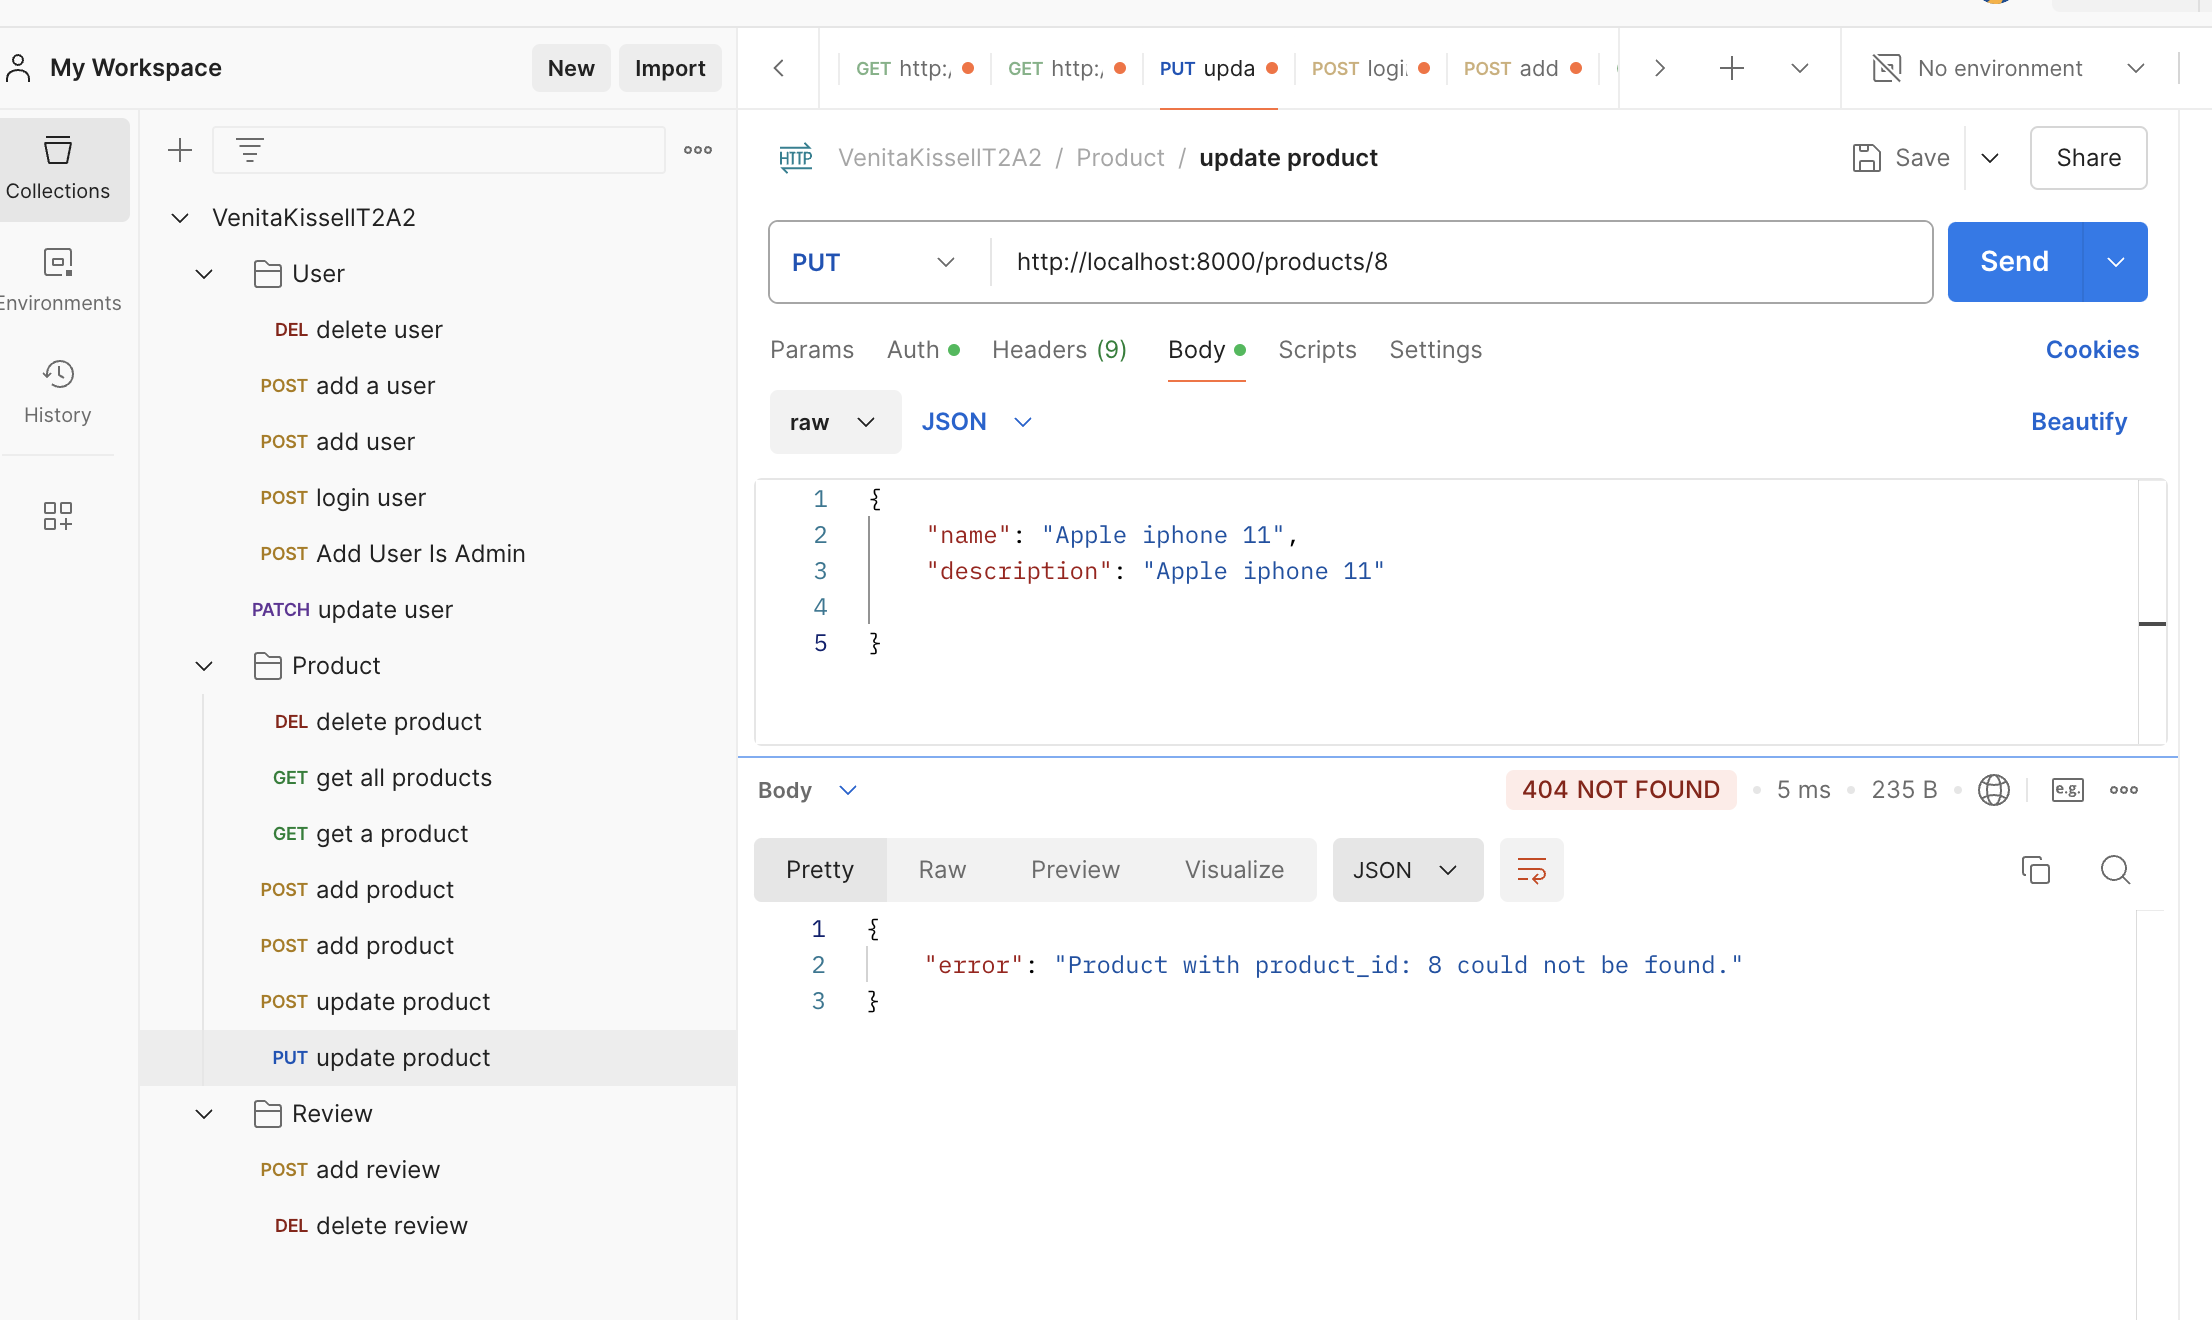 My Workspace
New
Import
GET http:/
GET http:/
PUT upda
POST logi
POST add
No environment
Collections
Environments
History
VenitaKissellT2A2
User
DEL delete user
POST add a user
POST add user
POST login user
POST Add User Is Admin
PATCH update user
Product
DEL delete product
GET get all products
GET get a product
POST add product
POST add product
POST update product
PUT update product
Review
POST add review
DEL delete review
HTTP
VenitaKissellT2A2 / Product / update product
Save
Share
PUT
http://localhost:8000/products/8
Send
Params Auth Headers (9) Body Scripts Settings
Cookies
raw
JSON
Beautify
1 {
2 "name": "Apple iphone 11",
3 "description": "Apple iphone 11"
4
5 }
Body
404 NOT FOUND
5 ms
235 B
e.g.
Pretty Raw Preview Visualize
JSON
1 {
2 "error": "Product with product_id: 8 could not be found."
3 }